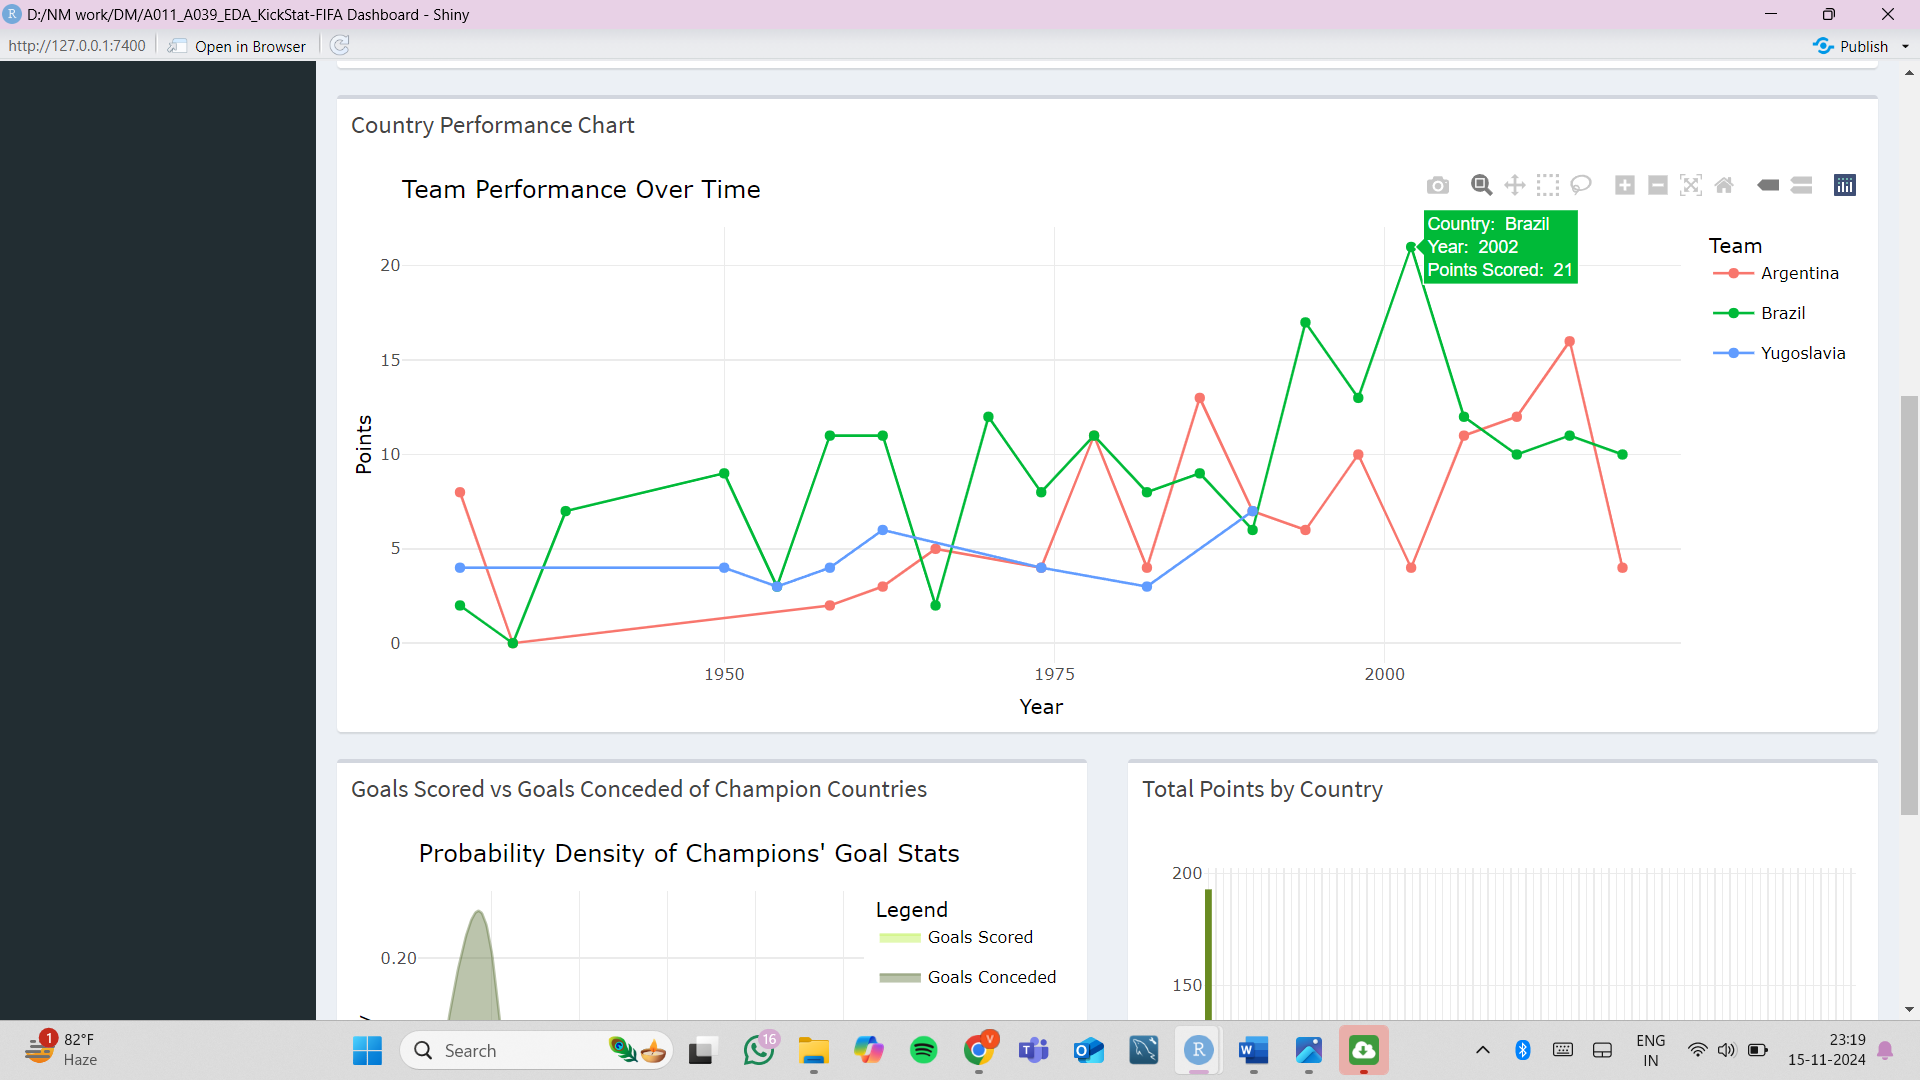 D:/NM work/DM/A011_A039_EDA_KickStat-FIFA Dashboard - Shiny
http://127.0.0.1:7400 Open in Browser Publish
Country Performance Chart
Team Performance Over Time
Country: Brazil
Year: 2002
Points Scored: 21
Team
Argentina
Brazil
Yugoslavia
20
15
10
5
0
Points
1950 1975 2000
Year
Goals Scored vs Goals Conceded of Champion Countries
Probability Density of Champions' Goal Stats
Legend
Goals Scored
Goals Conceded
0.20
Total Points by Country
200
150
1
82°F
Haze
Search
16
V
ENG
IN
23:19
15-11-2024